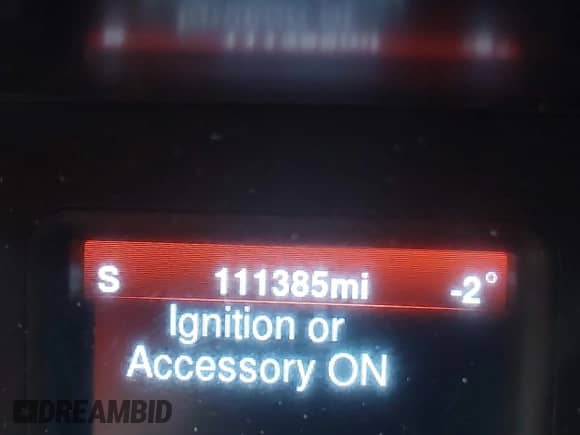 S 111385mi -2°
Ignition or
Accessory ON
DREAMBID